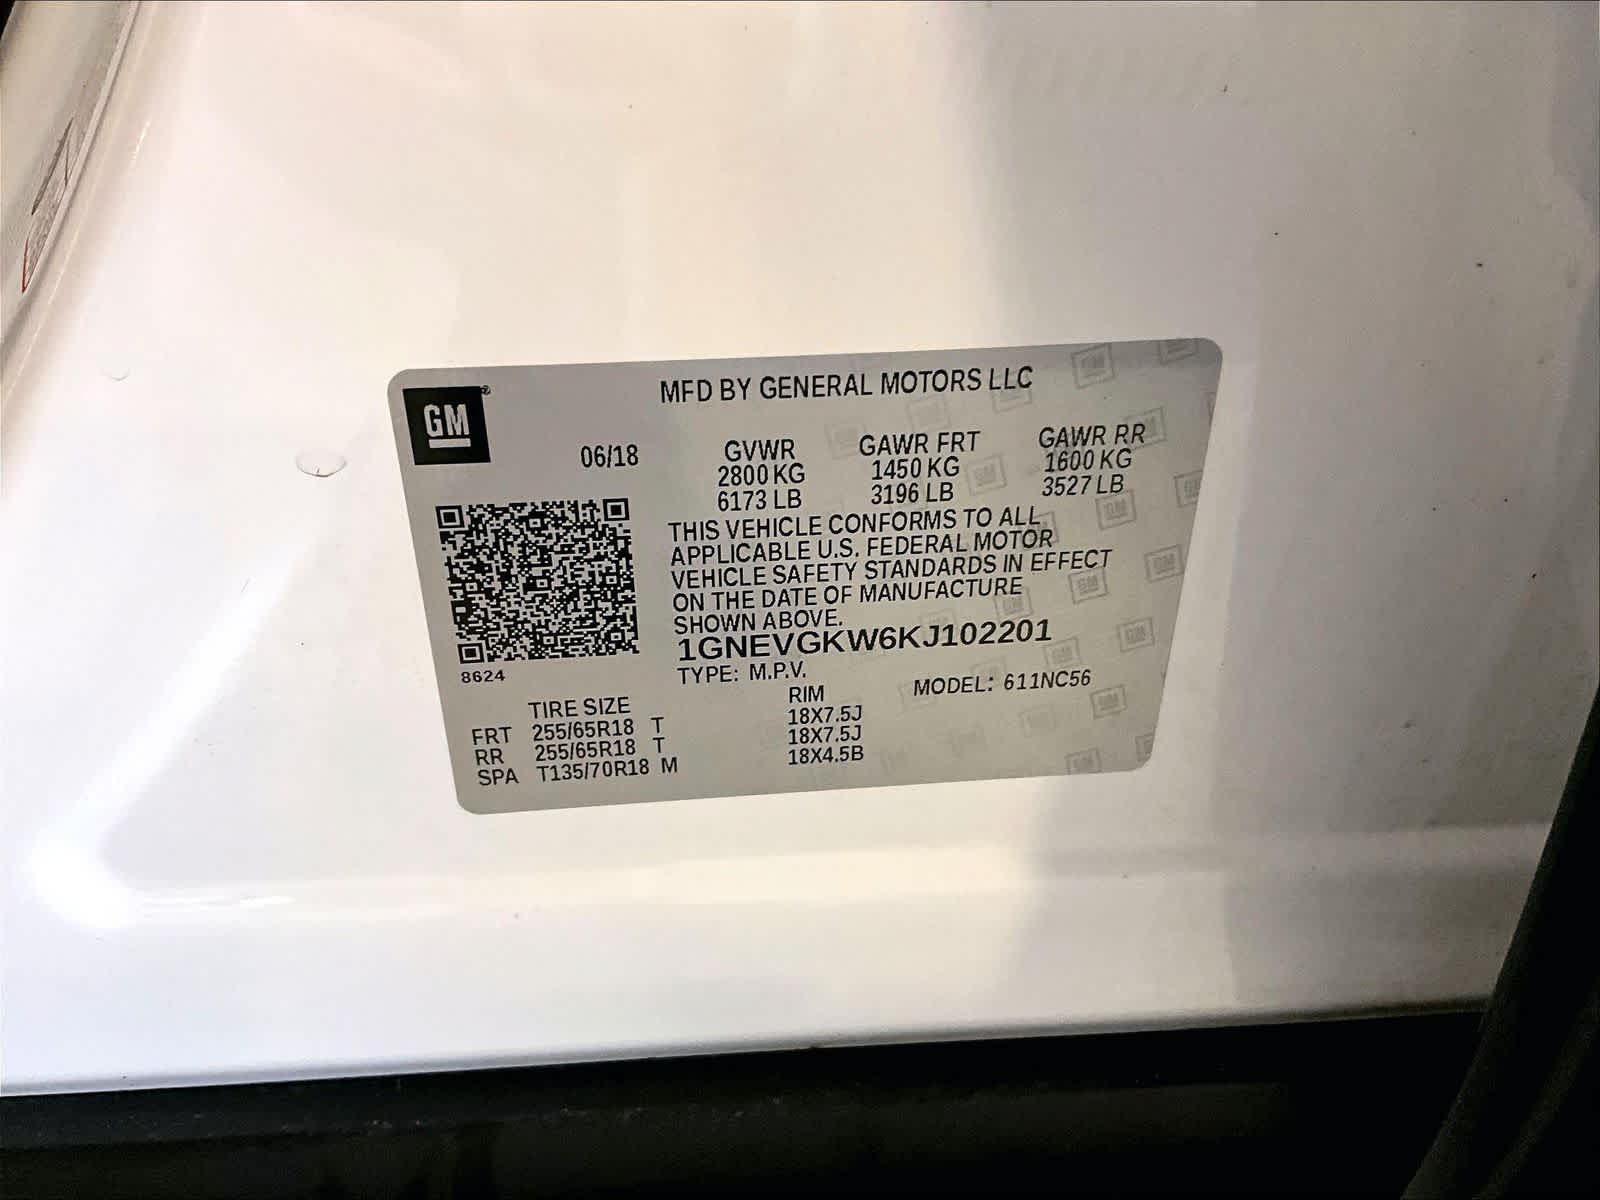 GM®
MFD BY GENERAL MOTORS LLC
06/18
GVWR
2800 KG
6173 LB
GAWR FRT
1450 KG
3196 LB
GAWR RR
1600 KG
3527 LB
THIS VEHICLE CONFORMS TO ALL
APPLICABLE U.S. FEDERAL MOTOR
VEHICLE SAFETY STANDARDS IN EFFECT
ON THE DATE OF MANUFACTURE
SHOWN ABOVE.
1GNEVGKW6KJ102201
8624
TYPE: M.P.V.
MODEL: 611NC56
TIRE SIZE RIM
FRT 255/65R18 T 18X7.5J
RR 255/65R18 T 18X7.5J
SPA T135/70R18 M 18X4.5B